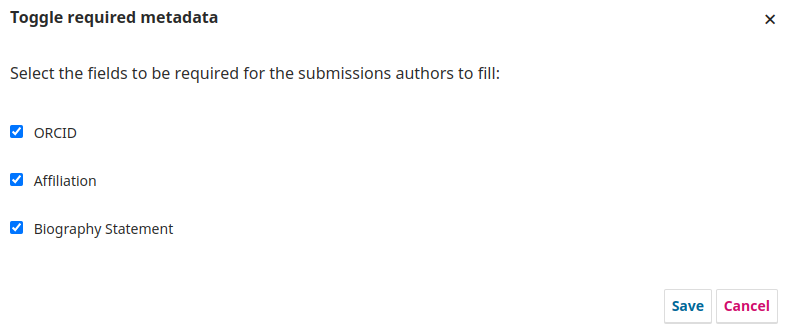 Toggle required metadata
Select the fields to be required for the submissions authors to fill:
ORCID
Affiliation
Biography Statement
Save Cancel